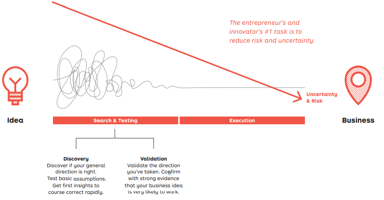 The entrepreneur's and
innovator's #1 task is to
reduce risk and uncertainty.
Uncertainty
& Risk
Idea
Business
Search & Testing
Execution
Discovery
Discover if your general
direction is right.
Test basic assumptions.
Get first insights to
course correct rapidly.
Validation
Validate the direction
you've taken. Confirm
with strong evidence
that your business idea
is very likely to work.